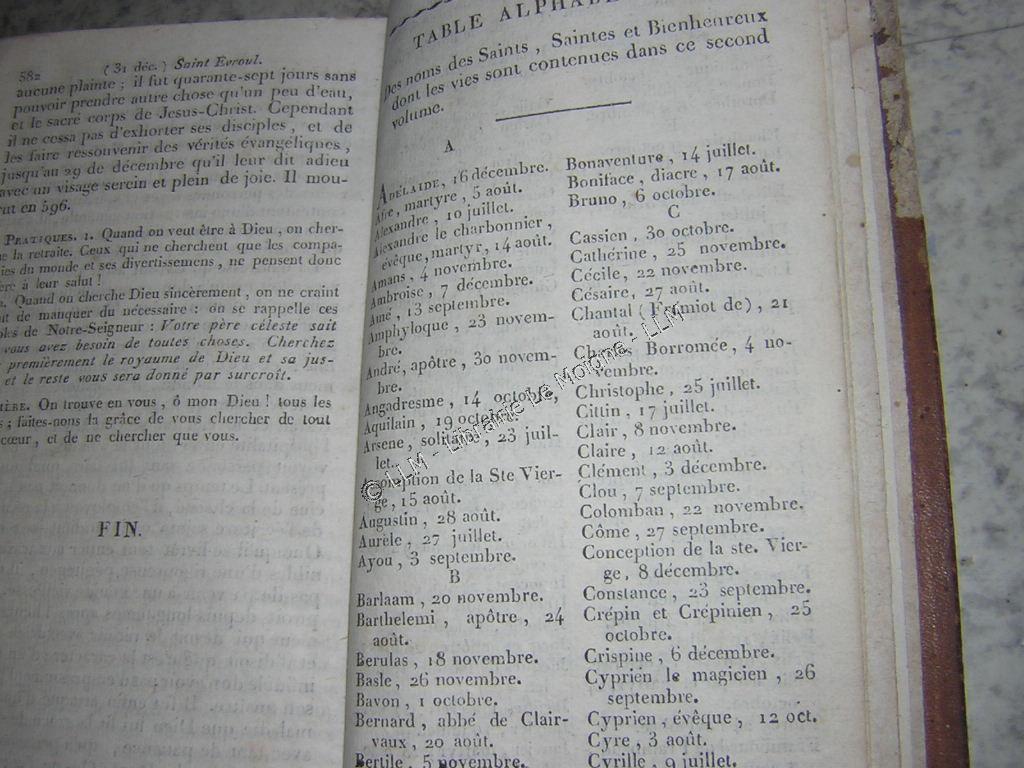 582 (31 déc.) Saint Evroul.
aucune plainte ; il fut quarante-sept jours sans
pouvoir prendre autre chose qu'un peu d'eau,
et le sacré corps de Jesus-Christ. Cependant
il ne cessa pas d'exhorter ses disciples, et de
les faire ressouvenir des vérités évangéliques,
jusqu'au 29 de décembre qu'il leur dit adieu
avec un visage serein et plein de joie. Il mou-
rut en 596.
PRATIQUES. 1. Quand on veut être à Dieu, on cher-
la retraite. Ceux qui ne cherchent que les compa-
du monde et ses divertissemens, ne pensent donc
à leur salut !
Quand on cherche Dieu sincèrement, on ne craint
de manquer du nécessaire : on se rappelle ces
de Notre-Seigneur : Votre père céleste sait
vous avez besoin de toutes choses. Cherchez
premièrement le royaume de Dieu et sa jus-
et le reste vous sera donné par surcroît.
On trouve en vous, ô mon Dieu ! tous les
; faites-nous la grâce de vous chercher de tout
cœur, et de ne chercher que vous.
FIN.
TABLE
Des noms des Saints, Saintes et Bienheureux
dont les vies sont contenues dans ce second
volume.
A
ADÉLAIDE, 16 décembre.
Afre, martyre, 5 août.
Alexandre, 10 juillet.
Alexandre le charbonnier,
évêque, martyr, 14 août.
Amans, 4 novembre.
Ambroise, 7 décembre.
Amé, 13 septembre.
Amphyloque, 23 novem-
bre.
André, apôtre, 30 novem-
bre.
Angadresme, 14 octobre,
Aquilain, 19 octobre.
Arsene, solitaire, 23 juil-
let.
Assomption de la Ste Vier-
ge, 15 août.
Augustin, 28 août.
Aurèle, 27 juillet.
Ayou, 3 septembre.
B
Barlaam, 20 novembre.
Barthelemi, apôtre, 24
août.
Berulas, 18 novembre.
Basle, 26 novembre.
Bavon, 1 octobre.
Bernard, abbé de Clair-
vaux, 20 août.
Bertile, 5 novembre.
Bonaventure, 14 juillet.
Boniface, diacre, 17 août.
Bruno, 6 octobre.
C
Cassien, 30 octobre.
Cathérine, 25 novembre.
Cécile, 22 novembre.
Césaire, 27 août.
Chantal (Frémiot de), 21
août.
Charles Borromée, 4 no-
vembre.
Christophe, 25 juillet.
Cittin, 17 juillet.
Clair, 8 novembre.
Claire, 12 août.
Clément, 3 décembre.
Clou, 7 septembre.
Colomban, 22 novembre.
Côme, 27 septembre.
Conception de la ste. Vier-
ge, 8 décembre.
Constance, 23 septembre.
Crépin et Crépinien, 25
octobre.
Crispine, 6 décembre.
Cyprien le magicien, 26
septembre.
Cyprien, évêque, 12 oct.
Cyre, 3 août.
Cyrille, 9 juillet.
© LLM - Librairie Le Moigne - LLM